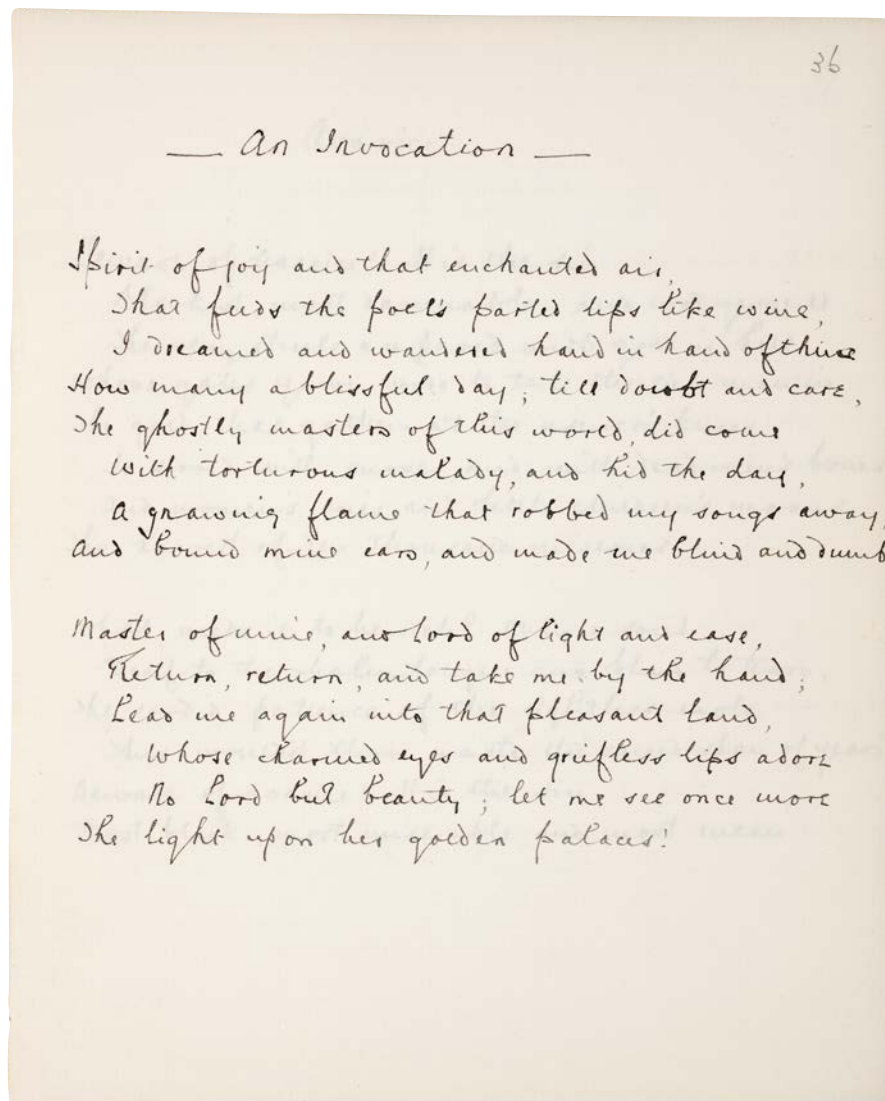 36
— An Invocation —
Spirit of joy and that enchanted air,
That feeds the poet's parted lips like wine,
I dreamed and wandered hand in hand of thine
How many a blissful day; till doubt and care,
The ghostly masters of this world, did come
With torturous malady, and hid the day,
A gnawing flame that robbed my songs away,
And bound mine ears, and made me blind and dumb
Master of mine, and Lord of light and ease,
Return, return, and take me by the hand;
Lead me again into that pleasant land,
Whose charmed eyes and griefless lips adore
No Lord but beauty; let me see once more
The light upon her golden palaces!